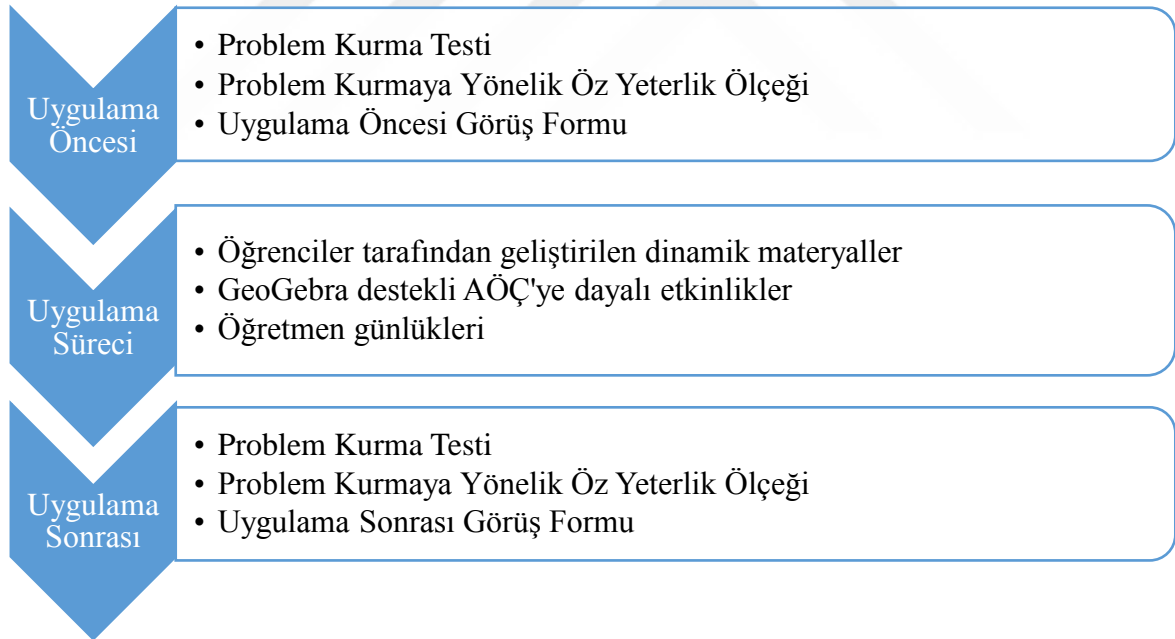 Uygulama
Öncesi
• Problem Kurma Testi
• Problem Kurmaya Yönelik Öz Yeterlik Ölçeği
• Uygulama Öncesi Görüş Formu
Uygulama
Süreci
• Öğrenciler tarafından geliştirilen dinamik materyaller
• GeoGebra destekli AÖÇ'ye dayalı etkinlikler
• Öğretmen günlükleri
Uygulama
Sonrası
• Problem Kurma Testi
• Problem Kurmaya Yönelik Öz Yeterlik Ölçeği
• Uygulama Sonrası Görüş Formu